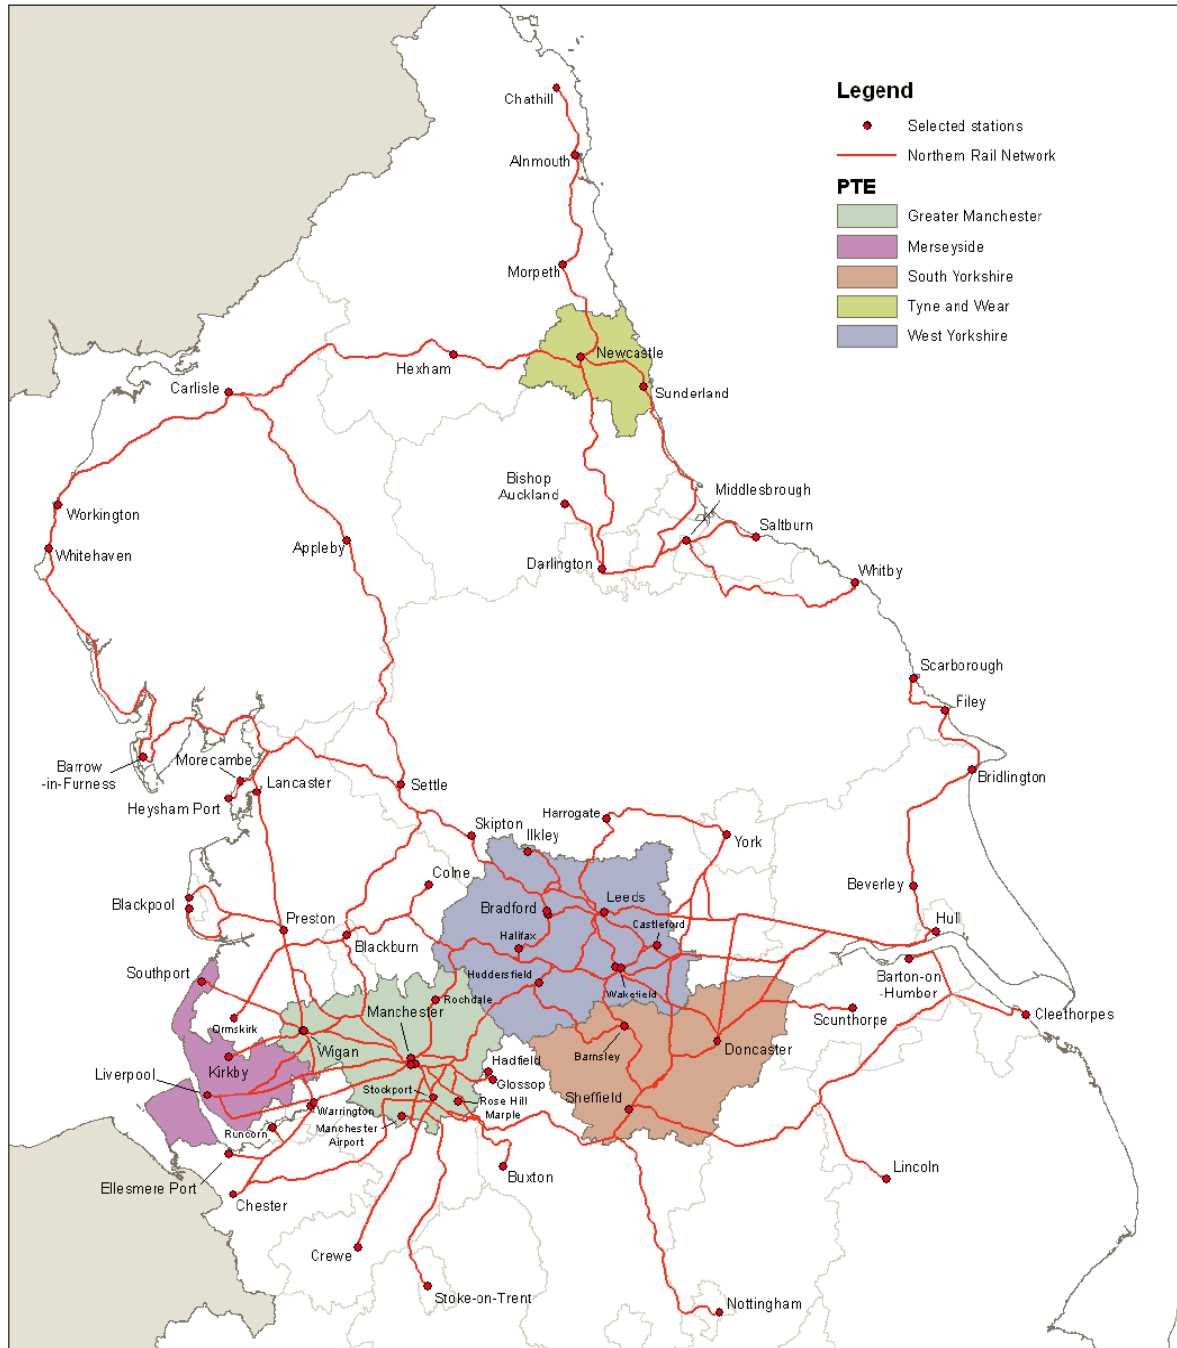 Legend
Selected stations
Northern Rail Network
PTE
Greater Manchester
Merseyside
South Yorkshire
Tyne and Wear
West Yorkshire
Chathill
Alnmouth
Morpeth
Newcastle
Hexham
Carlisle
Sunderland
Bishop
Auckland
Middlesbrough
Workington
Saltburn
Whitehaven
Appleby
Darlington
Whitby
Scarborough
Filey
Morecambe
Barrow
-in-Furness
Lancaster
Settle
Bridlington
Heysham Port
Harrogate
Skipton
Ilkley
York
Colne
Beverley
Blackpool
Bradford
Leeds
Preston
Hull
Castleford
Halifax
Blackburn
Southport
Huddersfield
Wakefield
Barton-on
-Humber
Rochdale
Manchester
Scunthorpe
Cleethorpes
Ormskirk
Wigan
Barnsley
Doncaster
Hadfield
Kirkby
Liverpool
Glossop
Stockport
Sheffield
Rose Hill
Marple
Warrington
Runcorn
Manchester
Airport
Lincoln
Buxton
Ellesmere Port
Chester
Crewe
Stoke-on-Trent
Nottingham